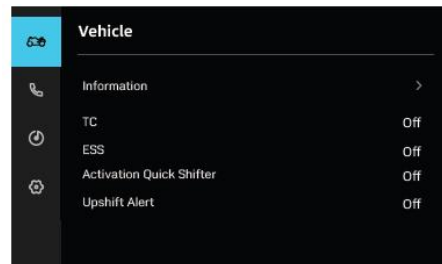 Vehicle
Information
TC Off
ESS Off
Activation Quick Shifter Off
Upshift Alert Off